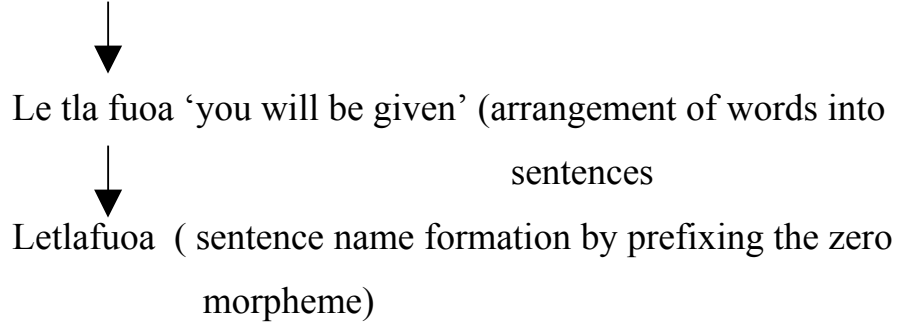 Le tla fuoa ‘you will be given’ (arrangement of words into
sentences
Letlafuoa ( sentence name formation by prefixing the zero
morpheme)